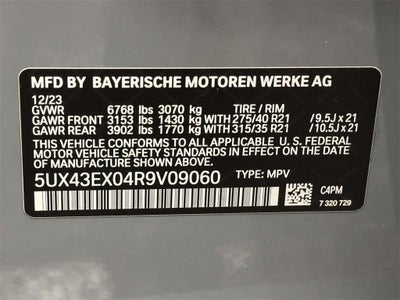 MFD BY BAYERISCHE MOTOREN WERKE AG
12/23
GVWR 6768 lbs 3070 kg TIRE / RIM
GAWR FRONT 3153 lbs 1430 kg WITH 275/40 R21 / 9.5J x 21
GAWR REAR 3902 lbs 1770 kg WITH 315/35 R21 / 10.5J x 21
THIS VEHICLE CONFORMS TO ALL APPLICABLE U. S. FEDERAL
MOTOR VEHICLE SAFETY STANDARDS IN EFFECT
ON THE DATE OF MANUFACTURE SHOWN ABOVE.
5UX43EX04R9V09060 TYPE: MPV
C4PM
7 320 729